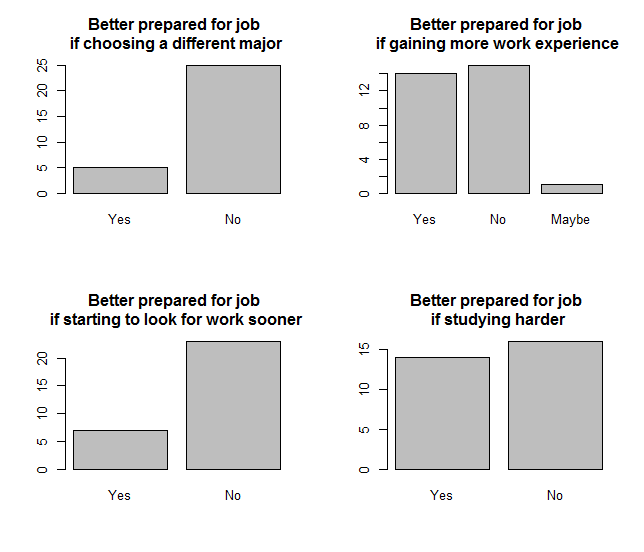 Better prepared for job
if choosing a different major
25
20
15
10
5
0
Yes No
Better prepared for job
if gaining more work experience
12
8
4
0
Yes No Maybe
Better prepared for job
if starting to look for work sooner
20
15
10
5
0
Yes No
Better prepared for job
if studying harder
15
10
5
0
Yes No